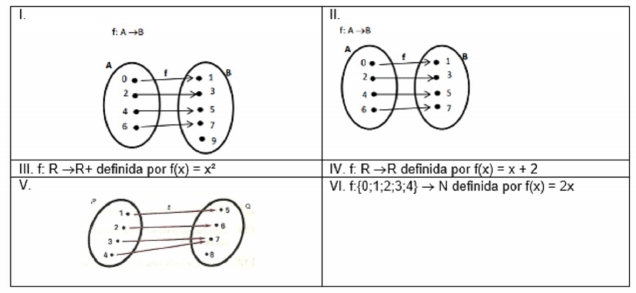 I.
f: A→B
A
f
B
0 1
2 3
4 5
6 7
9
II.
f: A→B
A
f
B
0 1
2 3
4 5
6 7
III. f: R →R+ definida por f(x) = x²
IV. f: R →R definida por f(x) = x + 2
V.
P
Q
1 5
2 6
3 7
4 8
VI. f:{0;1;2;3;4} → N definida por f(x) = 2x